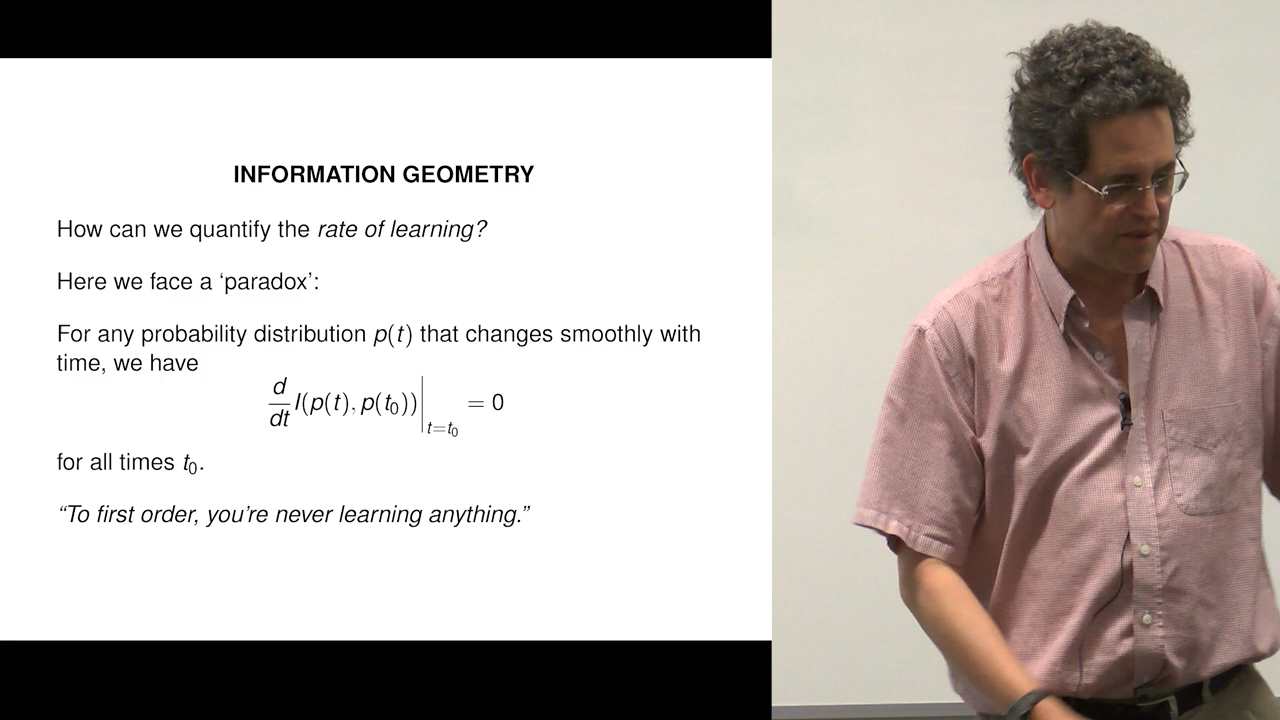 INFORMATION GEOMETRY
How can we quantify the rate of learning?
Here we face a ‘paradox’:
For any probability distribution p(t) that changes smoothly with
time, we have
d/dt I(p(t), p(t₀))|ₜ₌ₜ₀ = 0
for all times t₀.
“To first order, you’re never learning anything.”